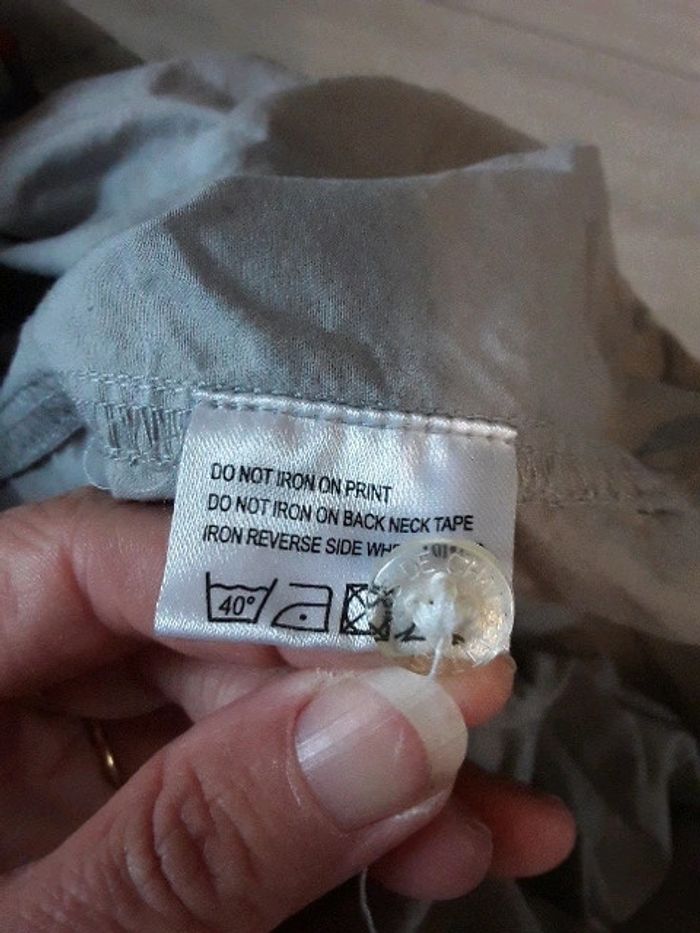 DO NOT IRON ON PRINT
DO NOT IRON ON BACK NECK TAPE
IRON REVERSE SIDE
40°